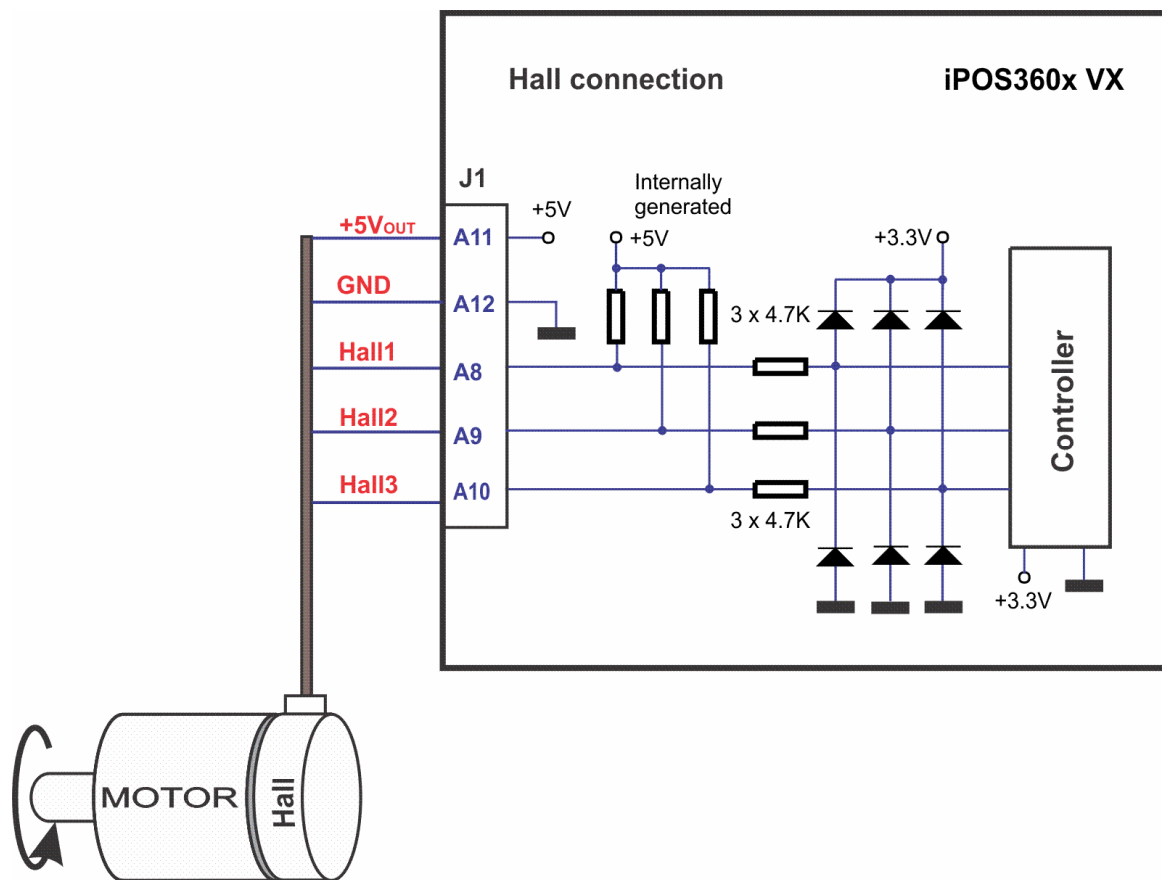 Hall connection
iPOS360x VX
J1
Internally
generated
+5V
+5V
+3.3V
+5VOUT
A11
GND
A12
3 x 4.7K
Hall1
A8
Hall2
A9
Hall3
A10
3 x 4.7K
Controller
+3.3V
MOTOR
Hall